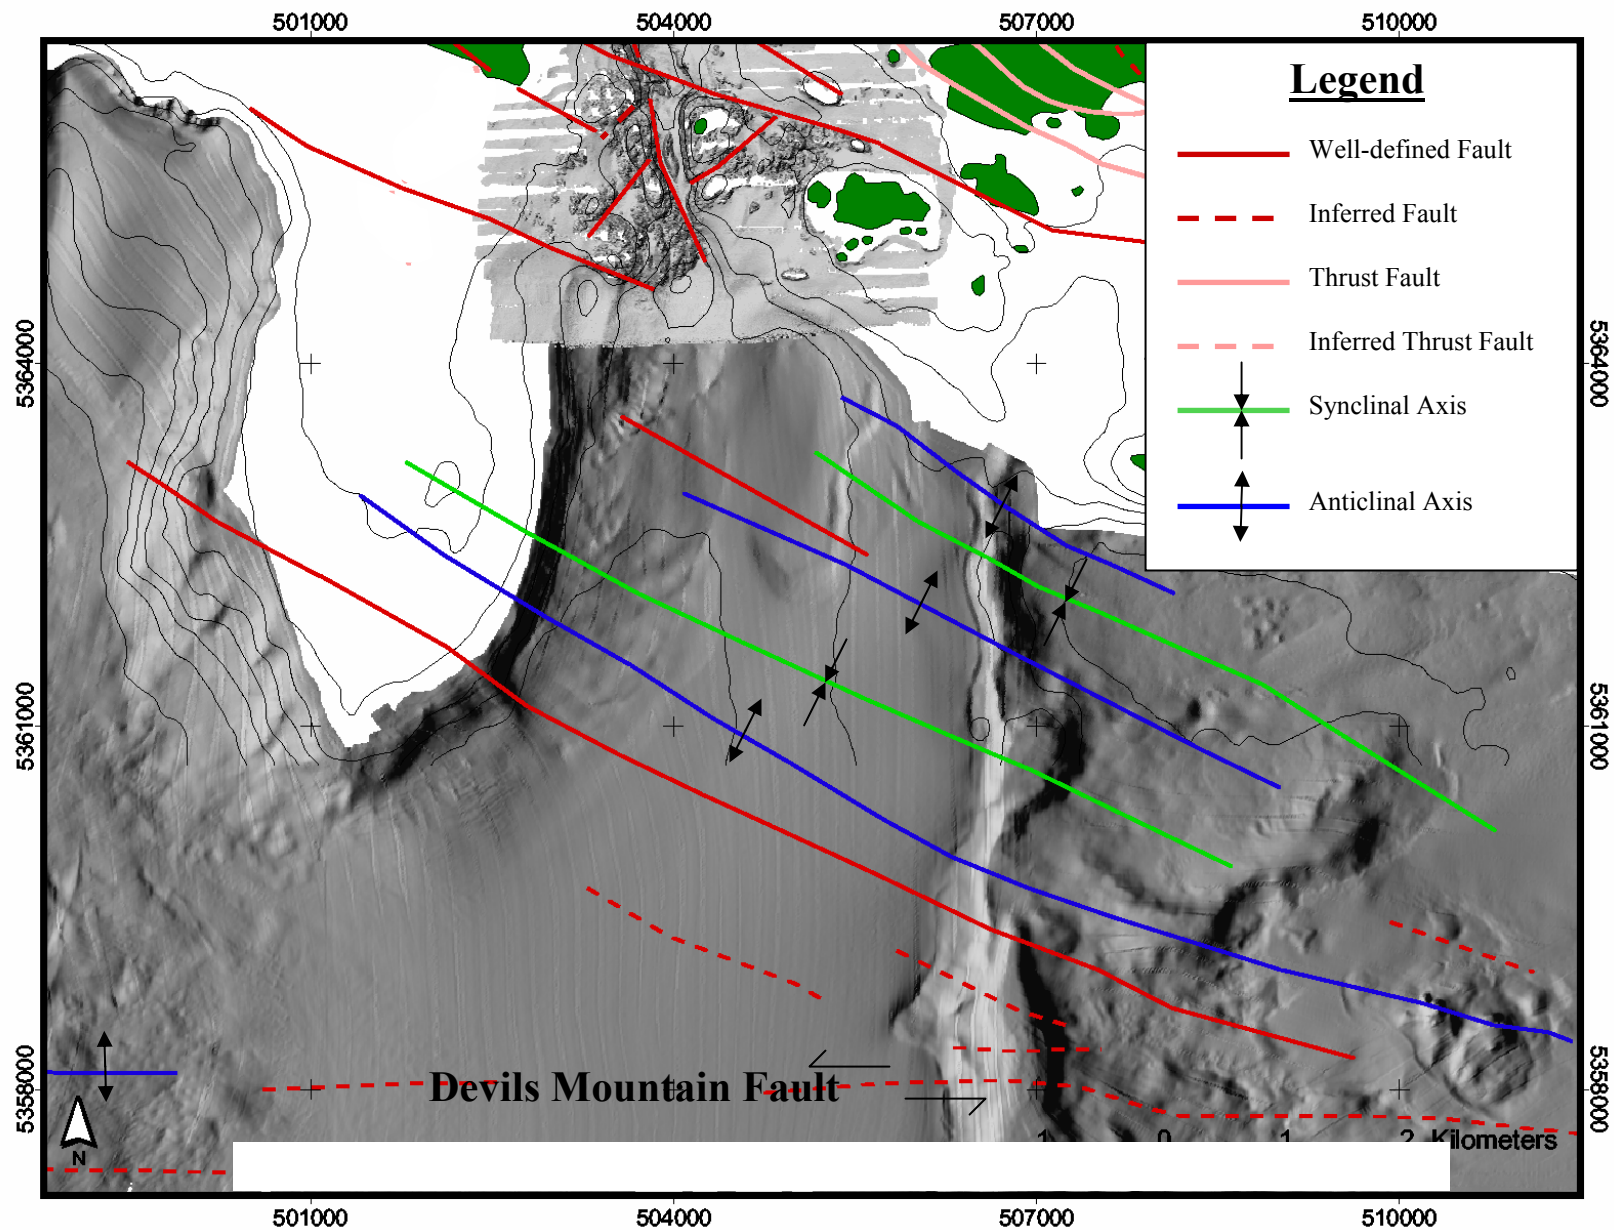 501000 504000 507000 510000
Legend
Well-defined Fault
Inferred Fault
Thrust Fault
Inferred Thrust Fault
Synclinal Axis
Anticlinal Axis
5364000 5364000
5361000 5361000
5358000 5358000
Devils Mountain Fault
N
1 0 1 2 Kilometers
501000 504000 507000 510000